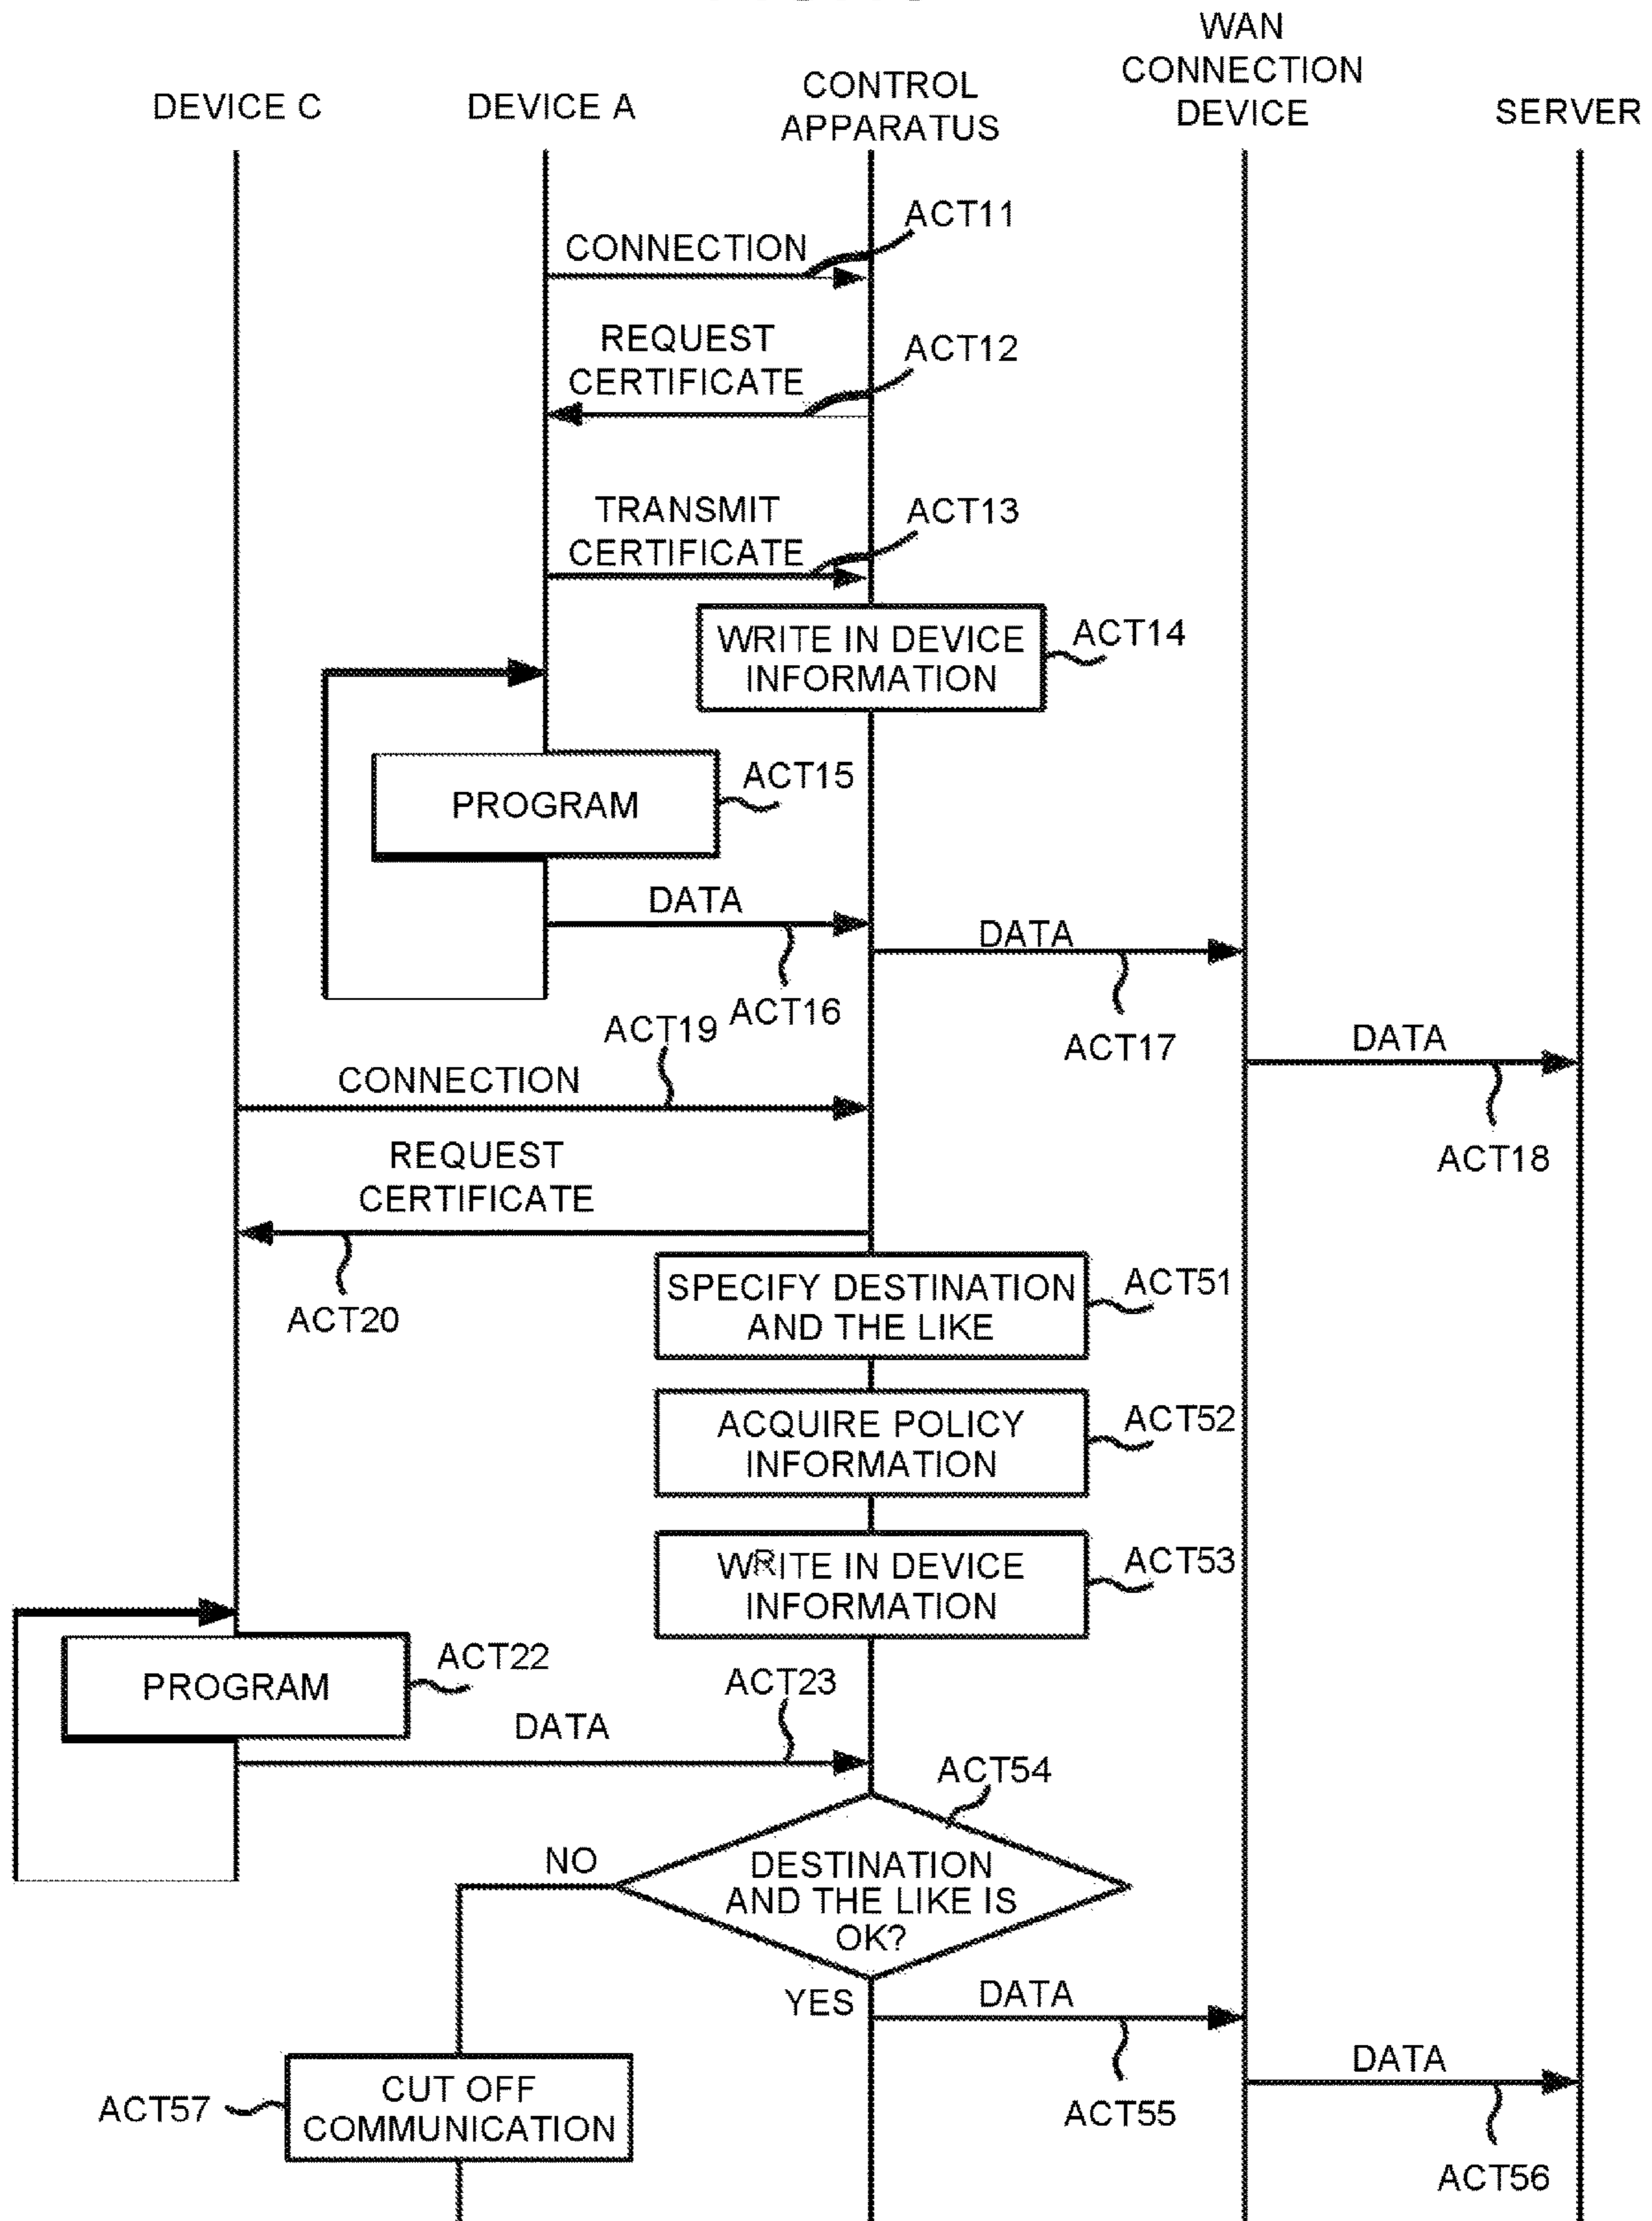 WAN
CONNECTION
DEVICE
CONTROL
APPARATUS
DEVICE C
DEVICE A
SERVER
ACT11
CONNECTION
REQUEST
CERTIFICATE
ACT12
TRANSMIT
CERTIFICATE
ACT13
WRITE IN DEVICE
INFORMATION
ACT14
PROGRAM
ACT15
DATA
ACT16
DATA
ACT17
DATA
ACT18
ACT19
CONNECTION
REQUEST
CERTIFICATE
ACT20
SPECIFY DESTINATION
AND THE LIKE
ACT51
ACQUIRE POLICY
INFORMATION
ACT52
WRITE IN DEVICE
INFORMATION
ACT53
PROGRAM
ACT22
DATA
ACT23
ACT54
DESTINATION
AND THE LIKE IS
OK?
NO
YES
DATA
ACT55
DATA
ACT56
CUT OFF
COMMUNICATION
ACT57